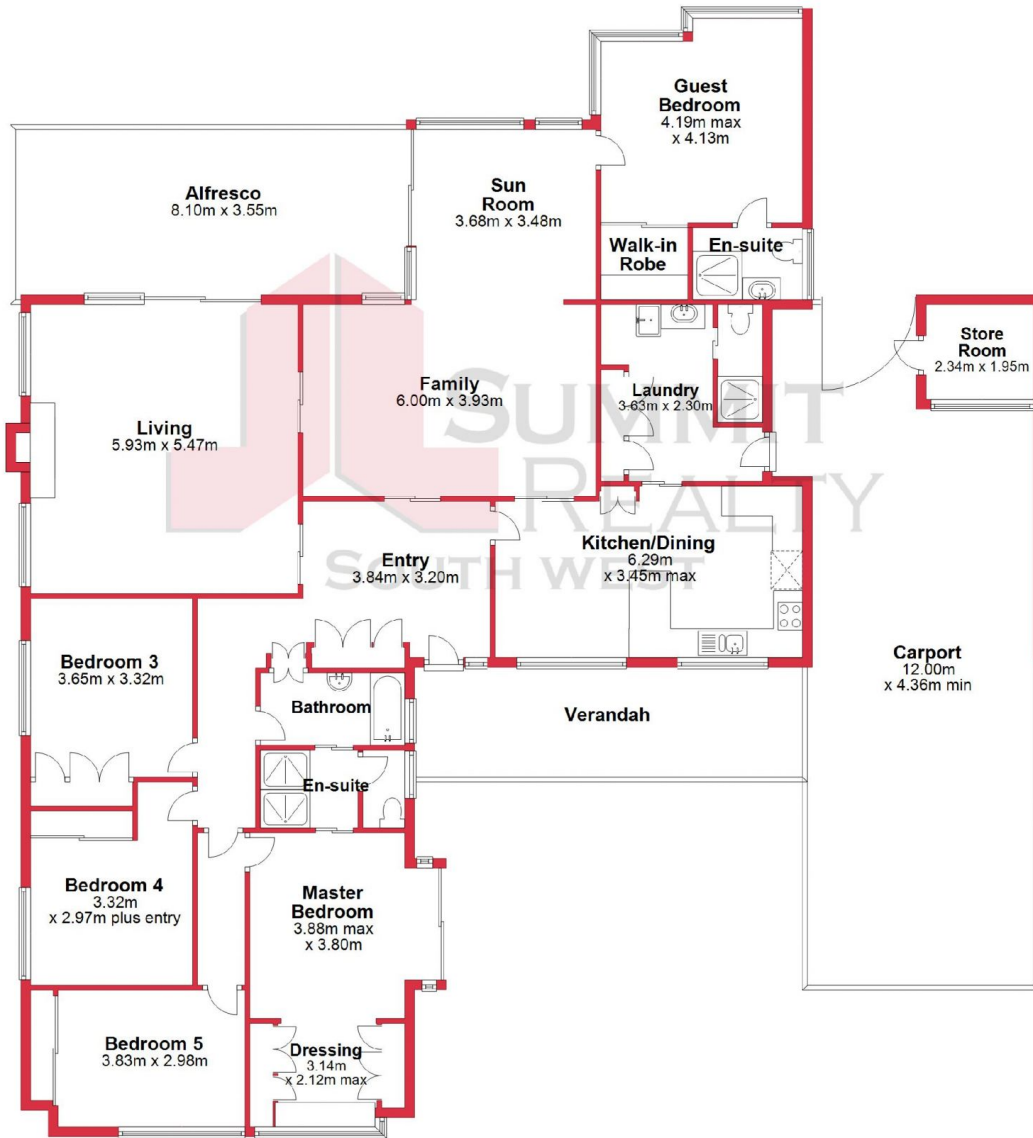 Guest
Bedroom
4.19m max
x 4.13m
Alfresco
8.10m x 3.55m
Sun
Room
3.68m x 3.48m
Walk-in
Robe
En-suite
Store
Room
2.34m x 1.95m
Living
5.93m x 5.47m
Family
6.00m x 3.93m
Laundry
3.63m x 2.30m
SUMMIT
REALTY
SOUTH WEST
Entry
3.84m x 3.20m
Kitchen/Dining
6.29m
x 3.45m max
Bedroom 3
3.65m x 3.32m
Bathroom
Verandah
Carport
12.00m
x 4.36m min
En-suite
Bedroom 4
3.32m
x 2.97m plus entry
Master
Bedroom
3.88m max
x 3.80m
Bedroom 5
3.83m x 2.98m
Dressing
3.14m
x 2.12m max